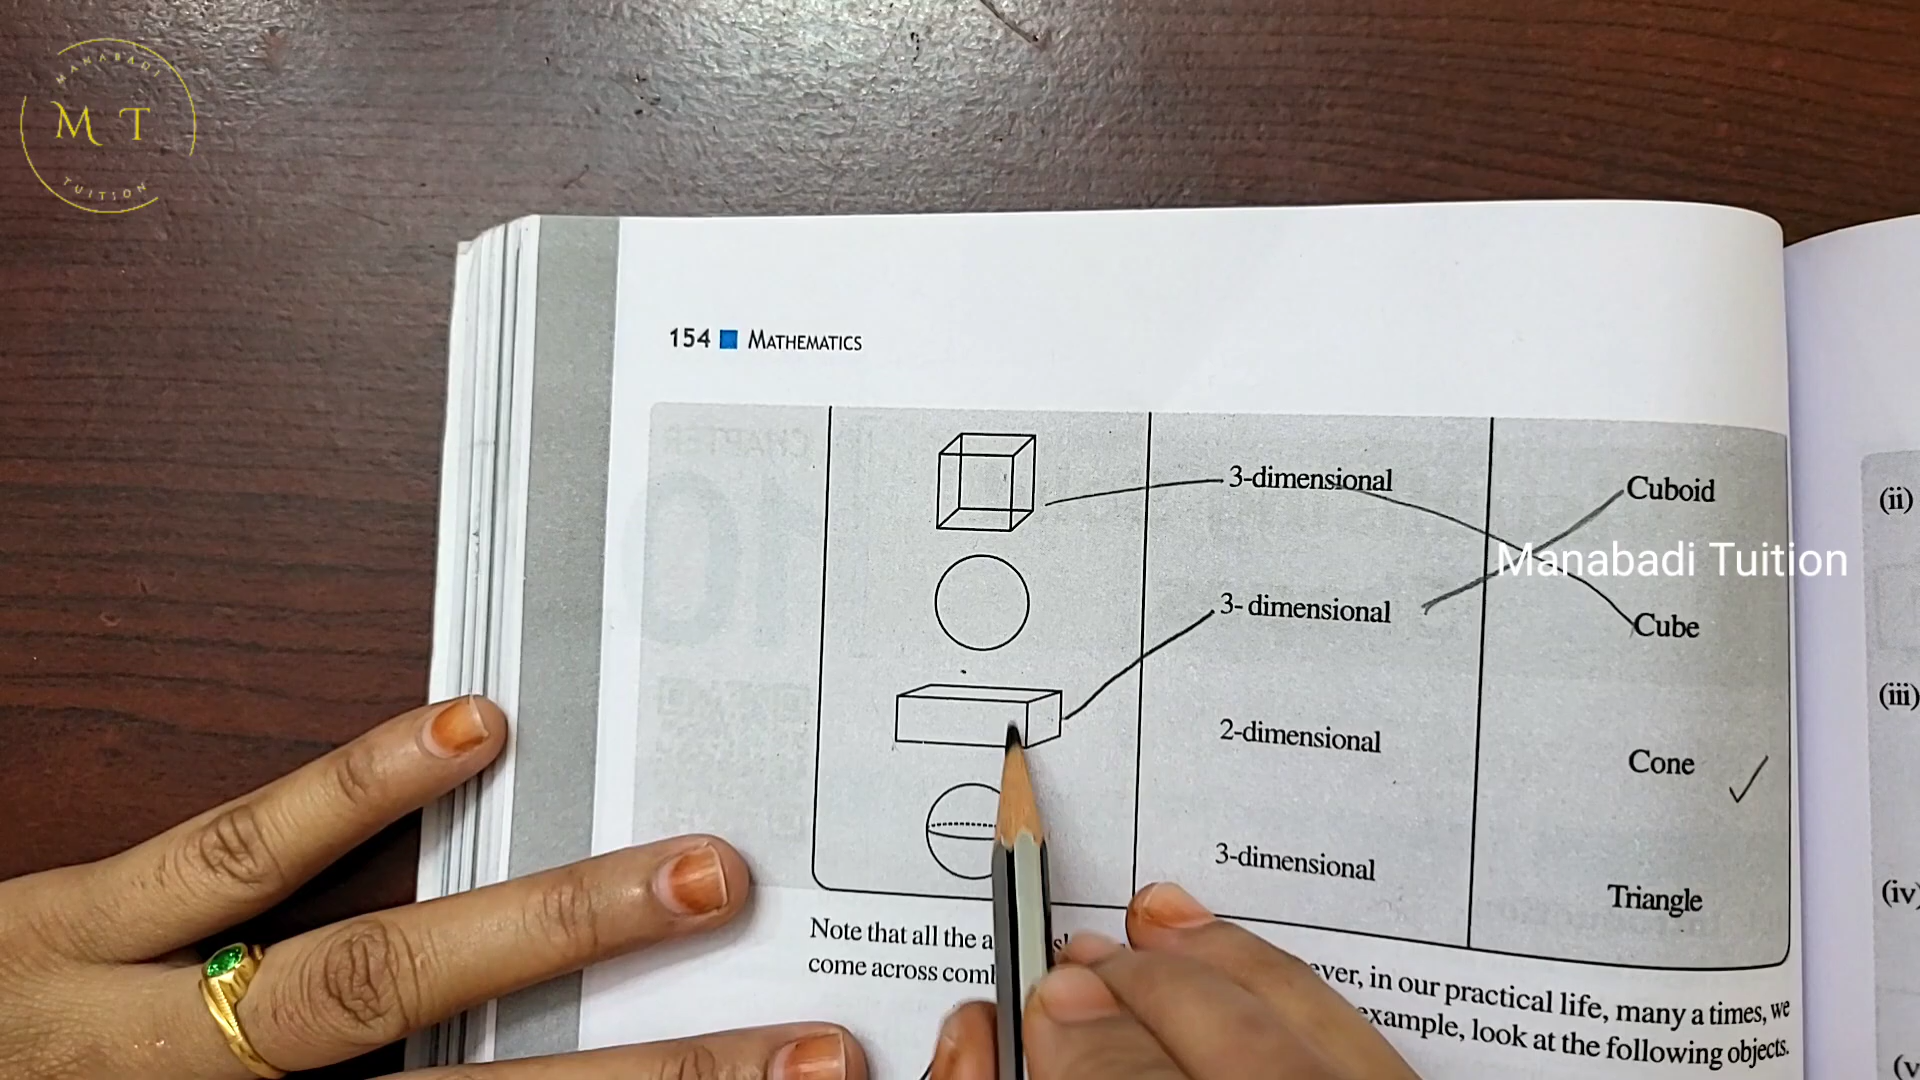 MANABADI
M T
TUITION
154 MATHEMATICS
3-dimensional
Cuboid
(ii)
Manabadi Tuition
3- dimensional
Cube
(iii)
2-dimensional
Cone
3-dimensional
Triangle
(iv)
Note that all the
ever, in our practical life, many a times, we
come across
example, look at the following objects.
(v